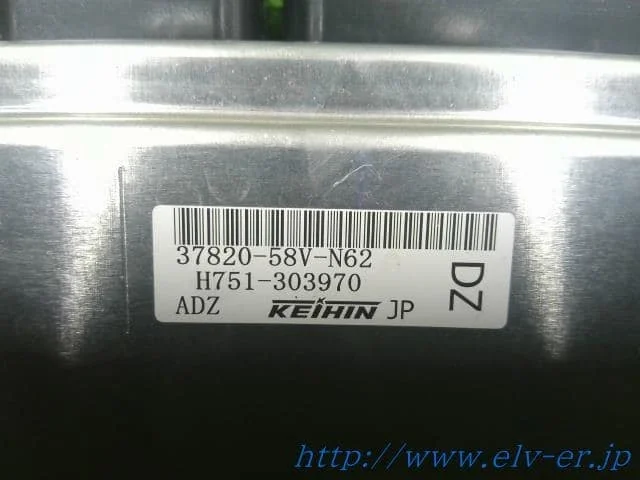 37820-58V-N62
H751-303970
DZ
ADZ KEIHIN JP
http://www.elv-er.jp